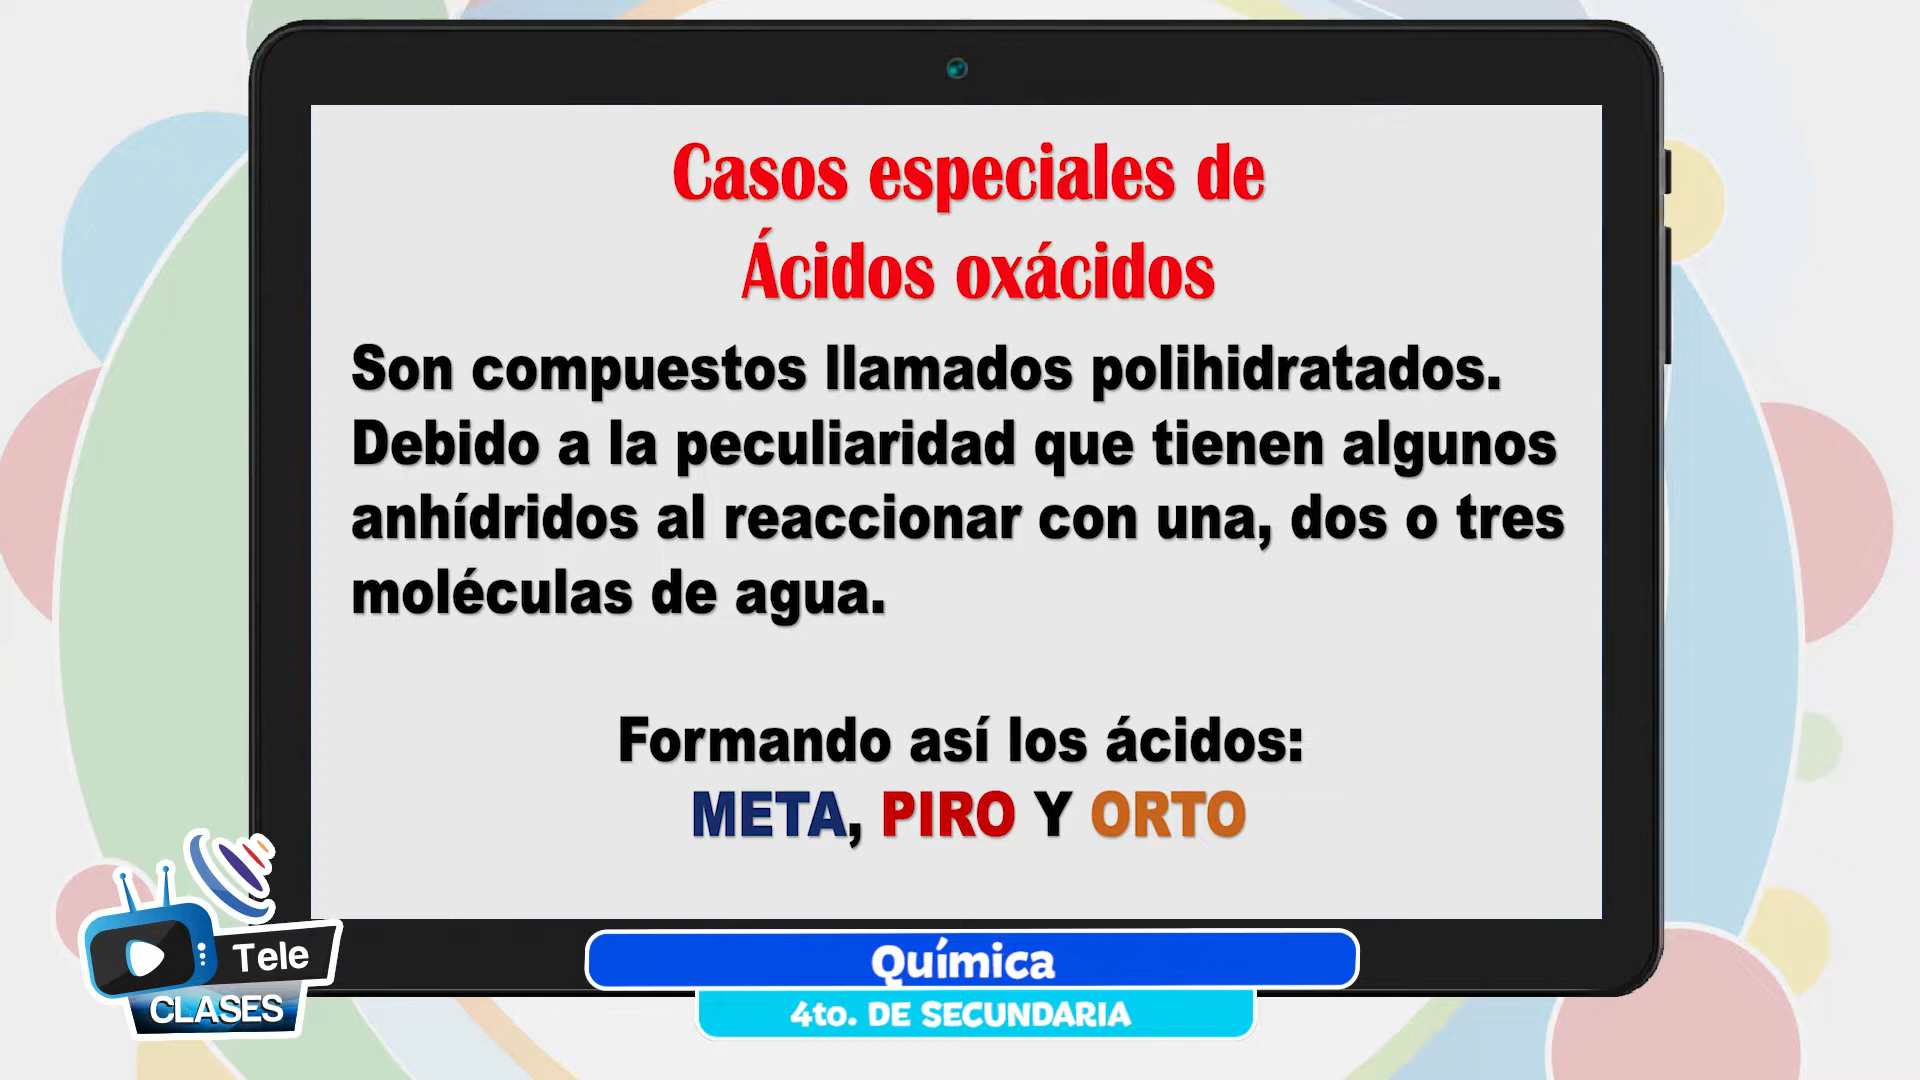 Casos especiales de
Ácidos oxácidos
Son compuestos llamados polihidratados.
Debido a la peculiaridad que tienen algunos
anhídridos al reaccionar con una, dos o tres
moléculas de agua.
Formando así los ácidos:
META, PIRO Y ORTO
Tele
CLASES
Química
4to. DE SECUNDARIA